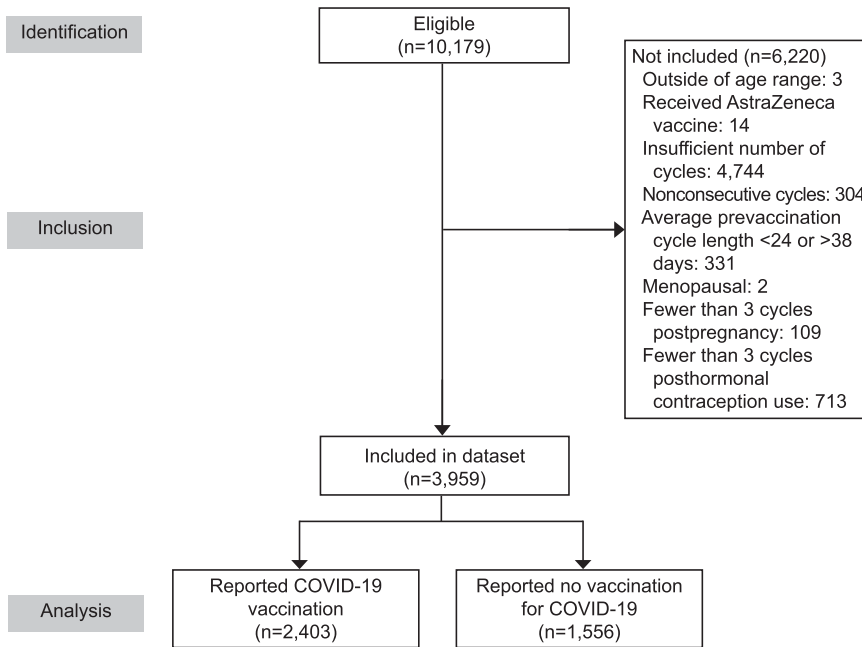 Identification
Eligible
(n=10,179)
Not included (n=6,220)
Outside of age range: 3
Received AstraZeneca
vaccine: 14
Insufficient number of
cycles: 4,744
Nonconsecutive cycles: 304
Average prevaccination
cycle length <24 or >38
days: 331
Menopausal: 2
Fewer than 3 cycles
postpregnancy: 109
Fewer than 3 cycles
posthormonal
contraception use: 713
Inclusion
Included in dataset
(n=3,959)
Analysis
Reported COVID-19
vaccination
(n=2,403)
Reported no vaccination
for COVID-19
(n=1,556)